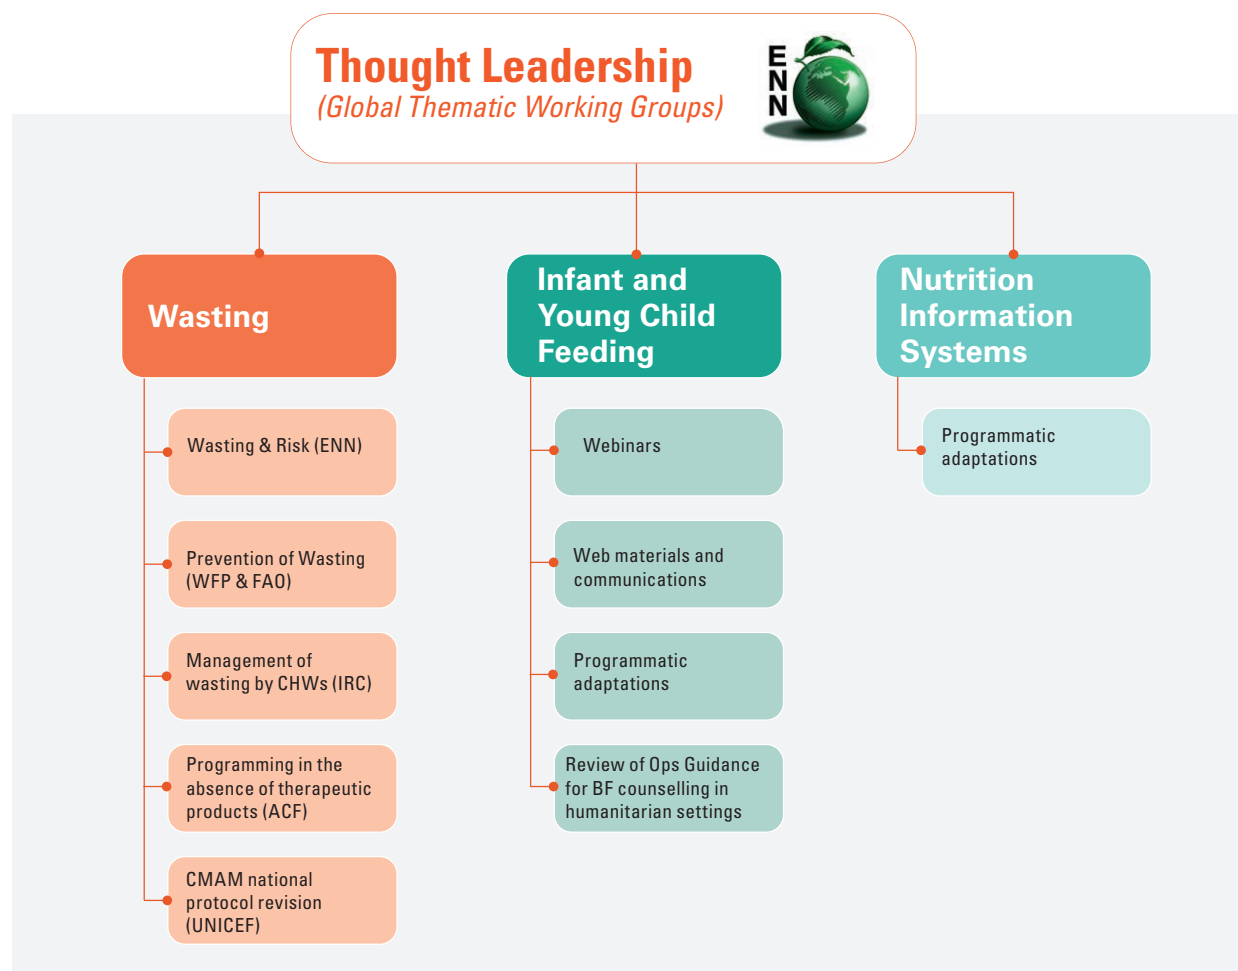 Thought Leadership
(Global Thematic Working Groups)
ENN
Wasting
Wasting & Risk (ENN)
Prevention of Wasting
(WFP & FAO)
Management of
wasting by CHWs (IRC)
Programming in the
absence of therapeutic
products (ACF)
CMAM national
protocol revision
(UNICEF)
Infant and
Young Child
Feeding
Webinars
Web materials and
communications
Programmatic
adaptations
Review of Ops Guidance
for BF counselling in
humanitarian settings
Nutrition
Information
Systems
Programmatic
adaptations